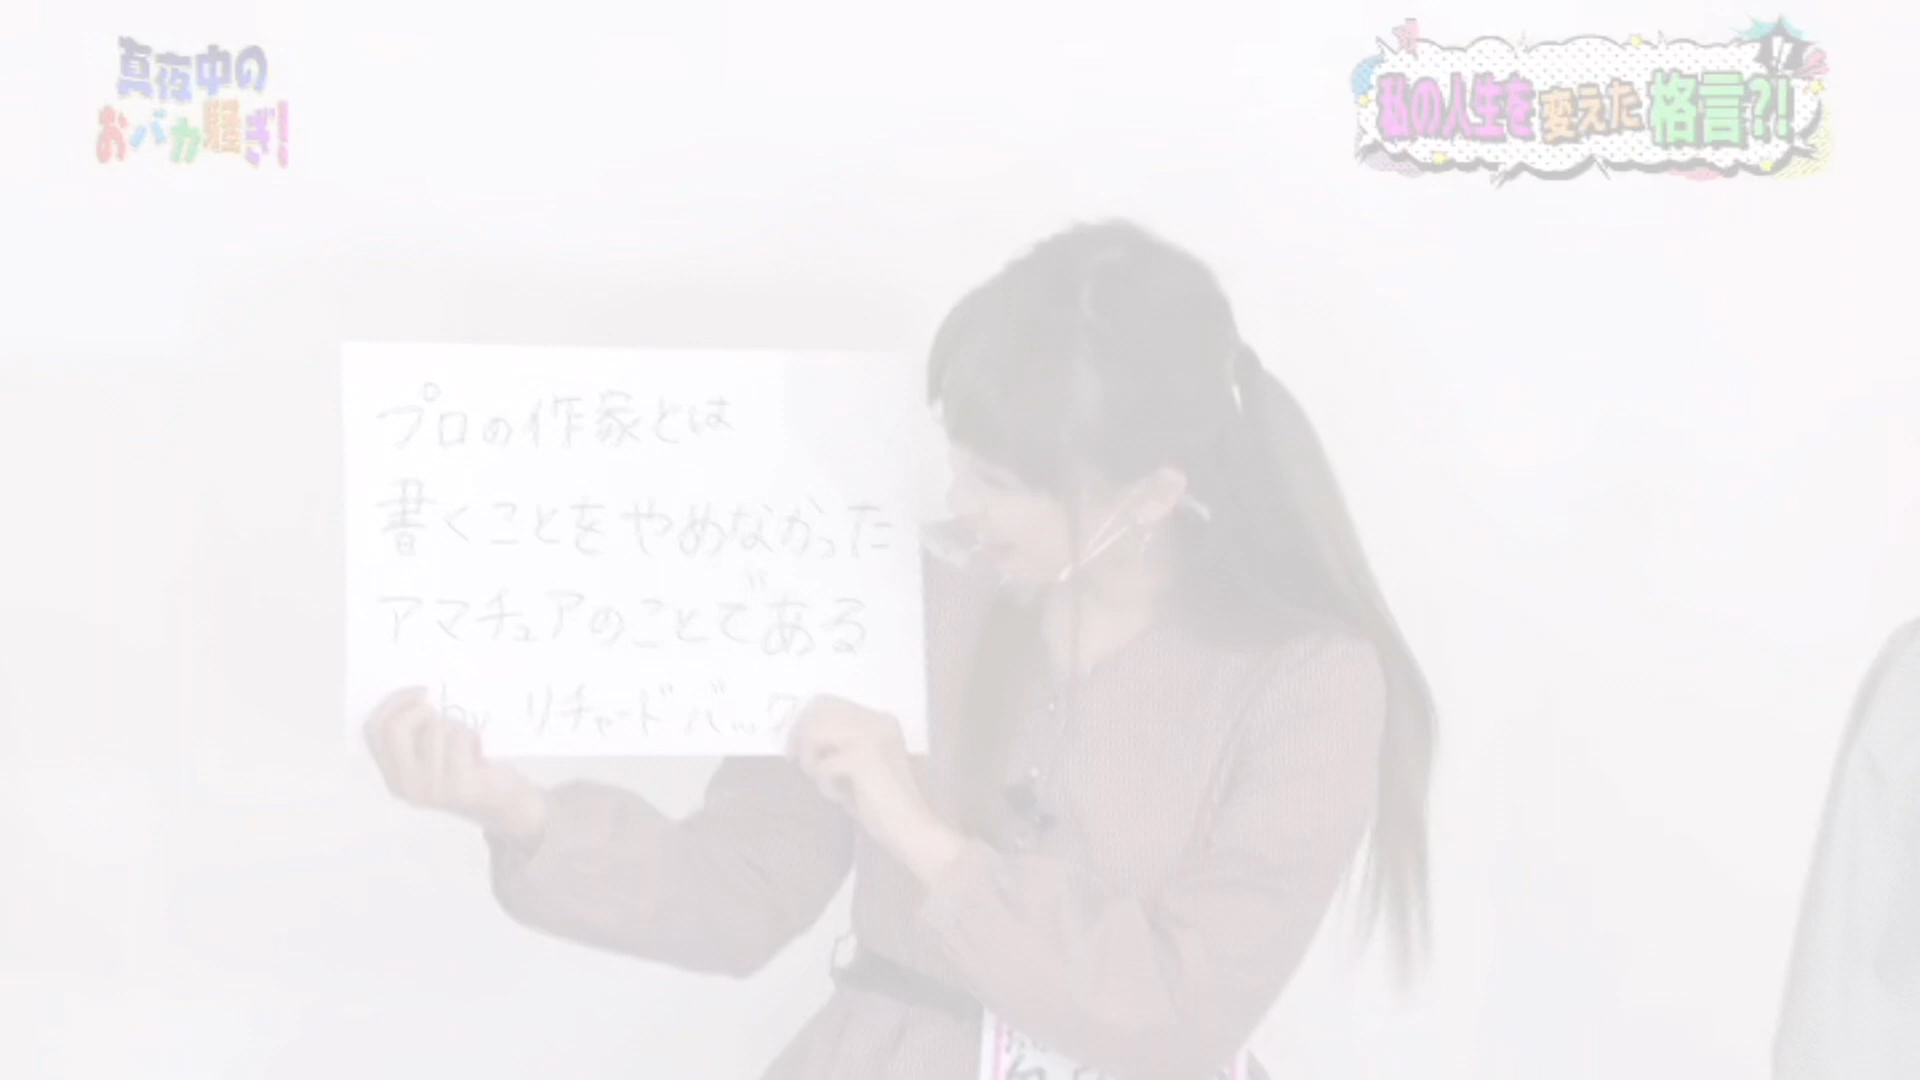 真夜中の
おバカ騒ぎ!
私の人生を変えた格言?!
プロの作家とは
書くことをやめなかった
アマチュアのことである
by リチャード バック